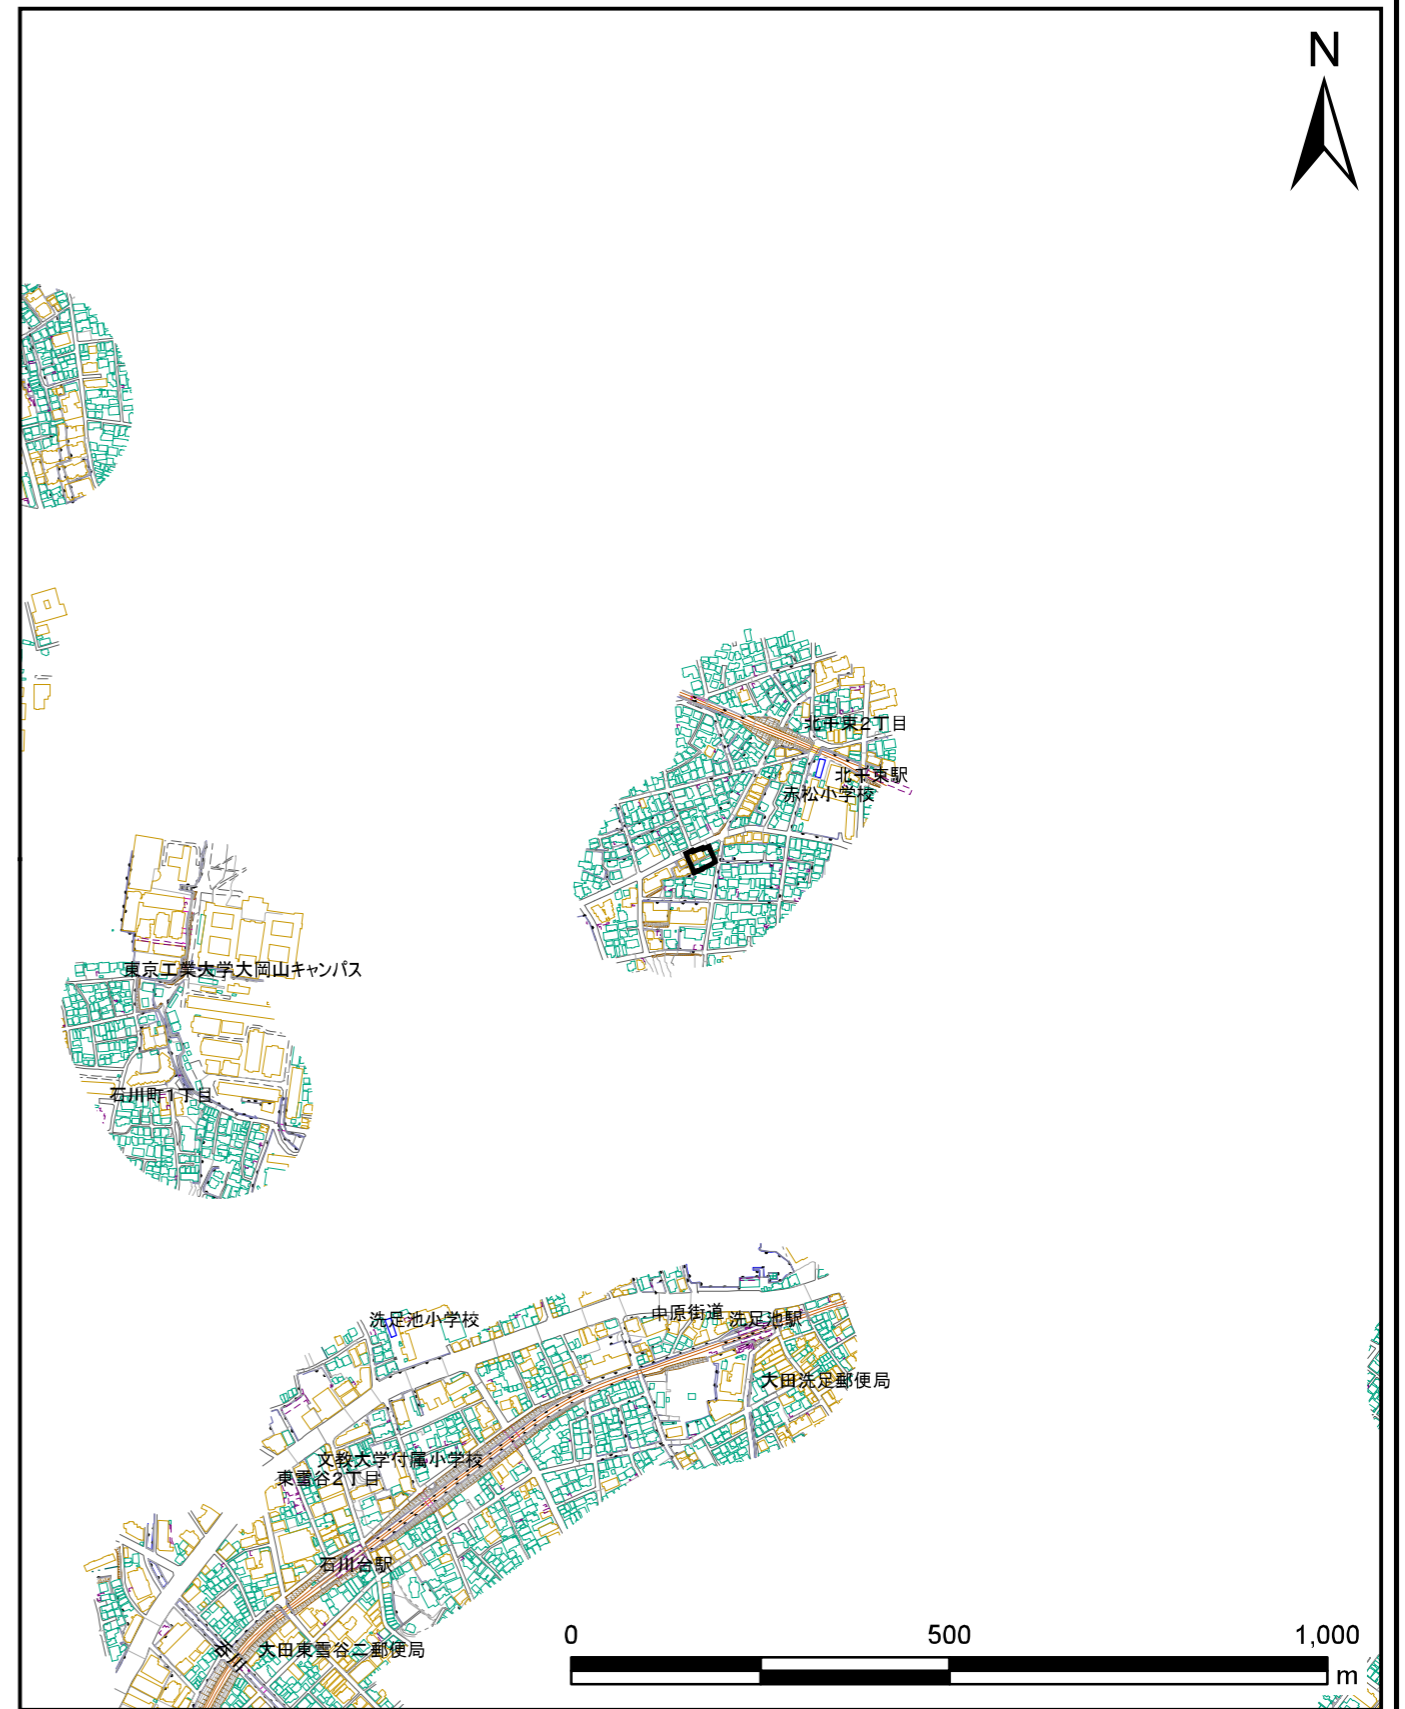 N
北千束2丁目
北千束駅
赤松小学校
東京工業大学大岡山キャンパス
石川町1丁目
中原街道
洗足池小学校
洗足池駅
大田洗足郵便局
文教大学付属小学校
東雪谷2丁目
石川台駅
大田東雪谷二郵便局
0 500 1,000
m